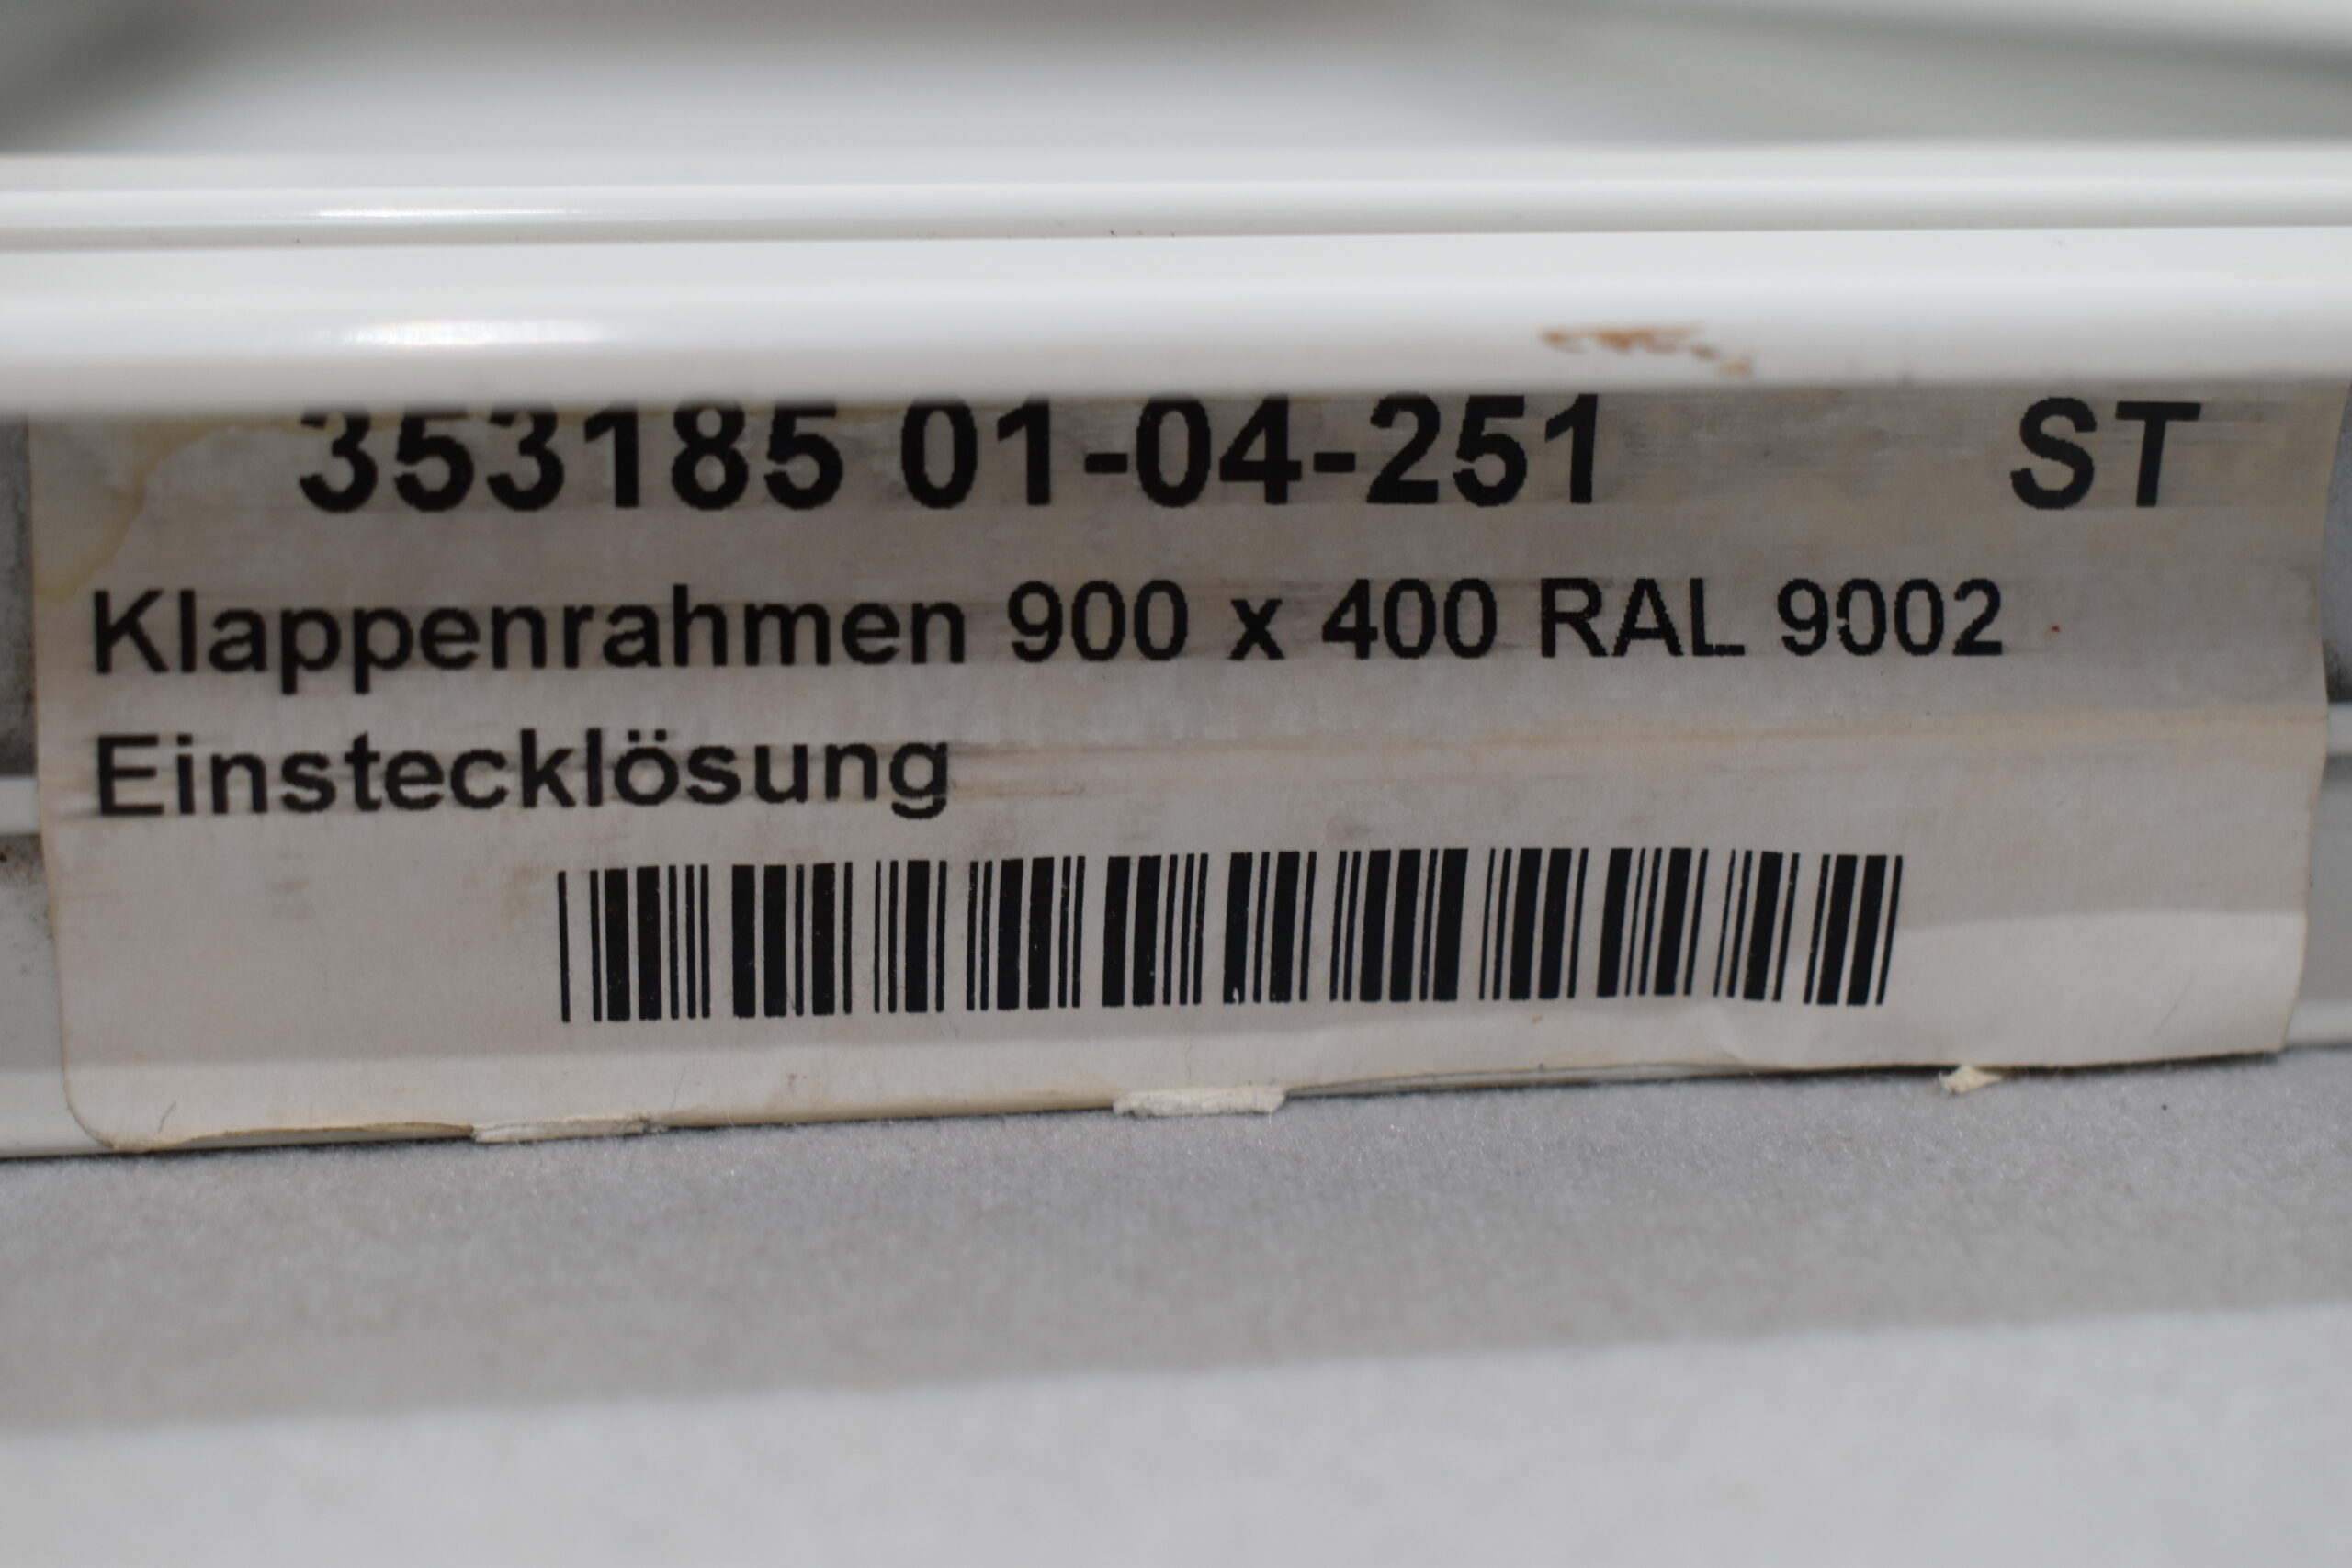 353185 01-04-251 ST
Klappenrahmen 900 x 400 RAL 9002
Einstecklösung